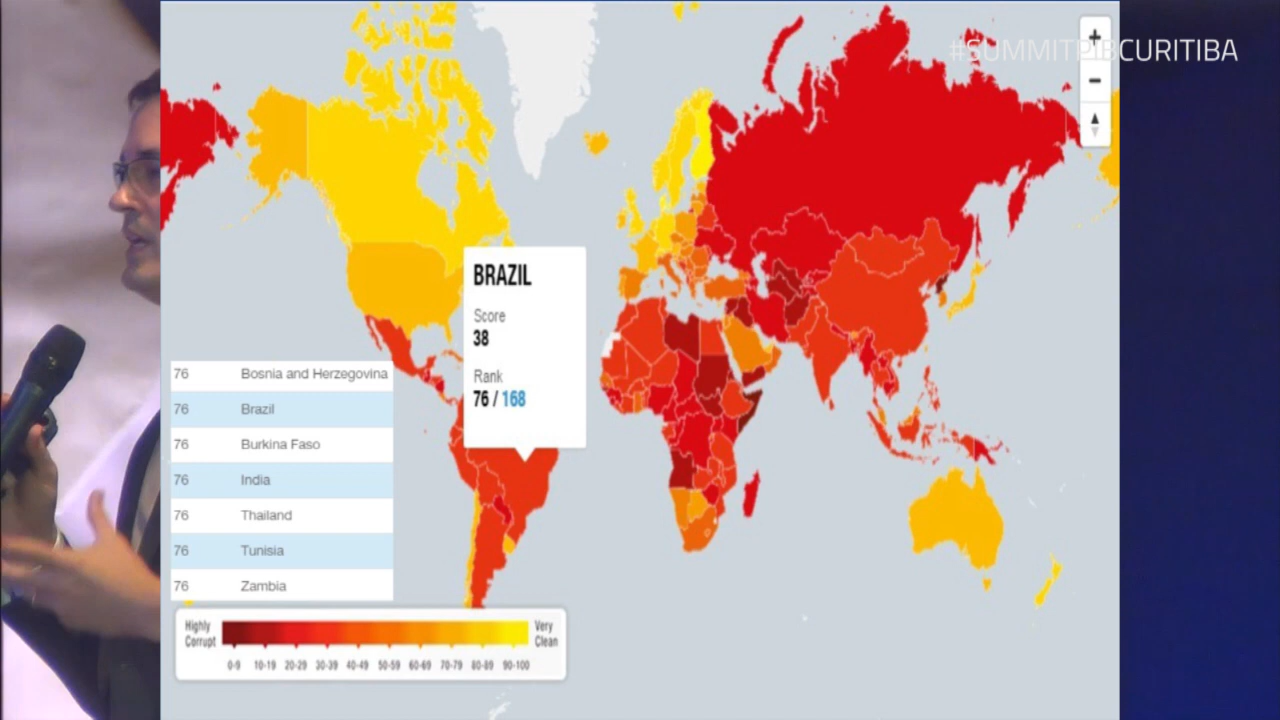 #SUMMITPIBCURITIBA
+
−
BRAZIL
Score
38
Rank
76 / 168
76 Bosnia and Herzegovina
76 Brazil
76 Burkina Faso
76 India
76 Thailand
76 Tunisia
76 Zambia
Highly
Corrupt
Very
Clean
0-9 10-19 20-29 30-39 40-49 50-59 60-69 70-79 80-89 90-100